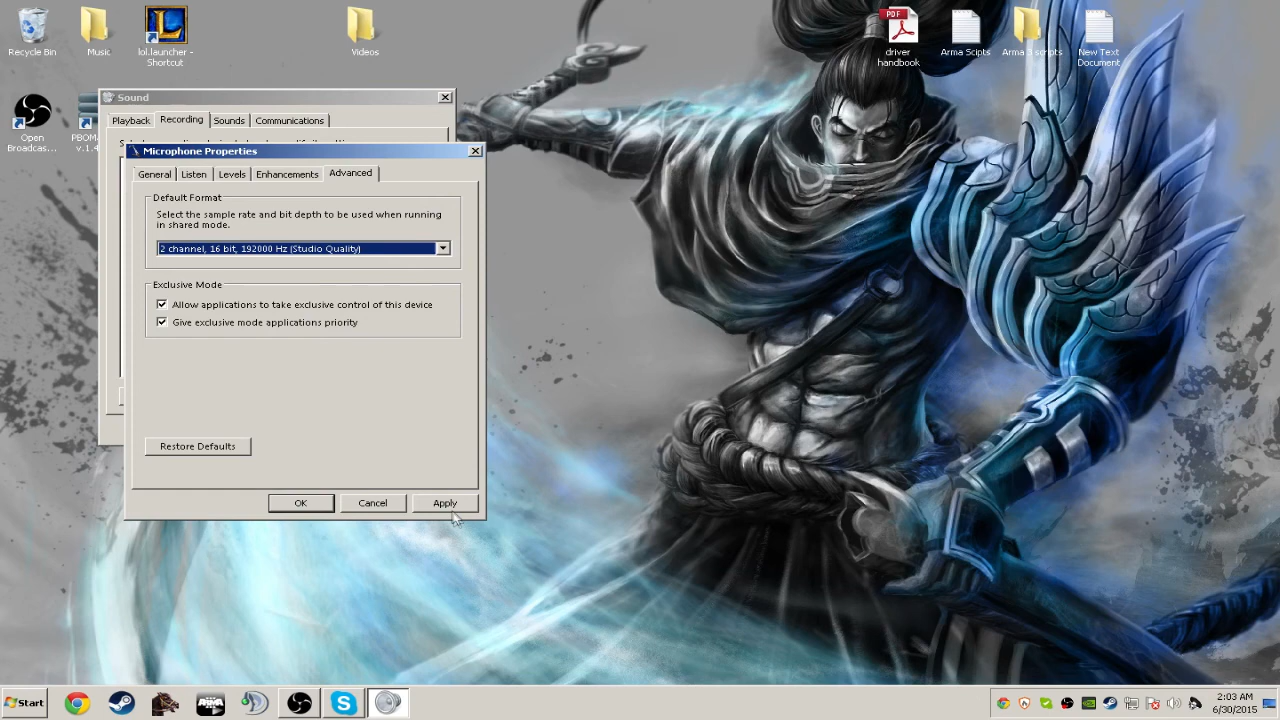 Recycle Bin
Music
lol.launcher -
Shortcut
Videos
PDF
driver
handbook
Arma Scipts
Arma 3 scripts
New Text
Document
Open
Broadcas...
PBOM
v.1.4
Sound
Playback
Recording
Sounds
Communications
Microphone Properties
General
Listen
Levels
Enhancements
Advanced
Default Format
Select the sample rate and bit depth to be used when running
in shared mode.
2 channel, 16 bit, 192000 Hz (Studio Quality)
Exclusive Mode
Allow applications to take exclusive control of this device
Give exclusive mode applications priority
Restore Defaults
OK
Cancel
Apply
Start
ARMA
2:03 AM
6/30/2015